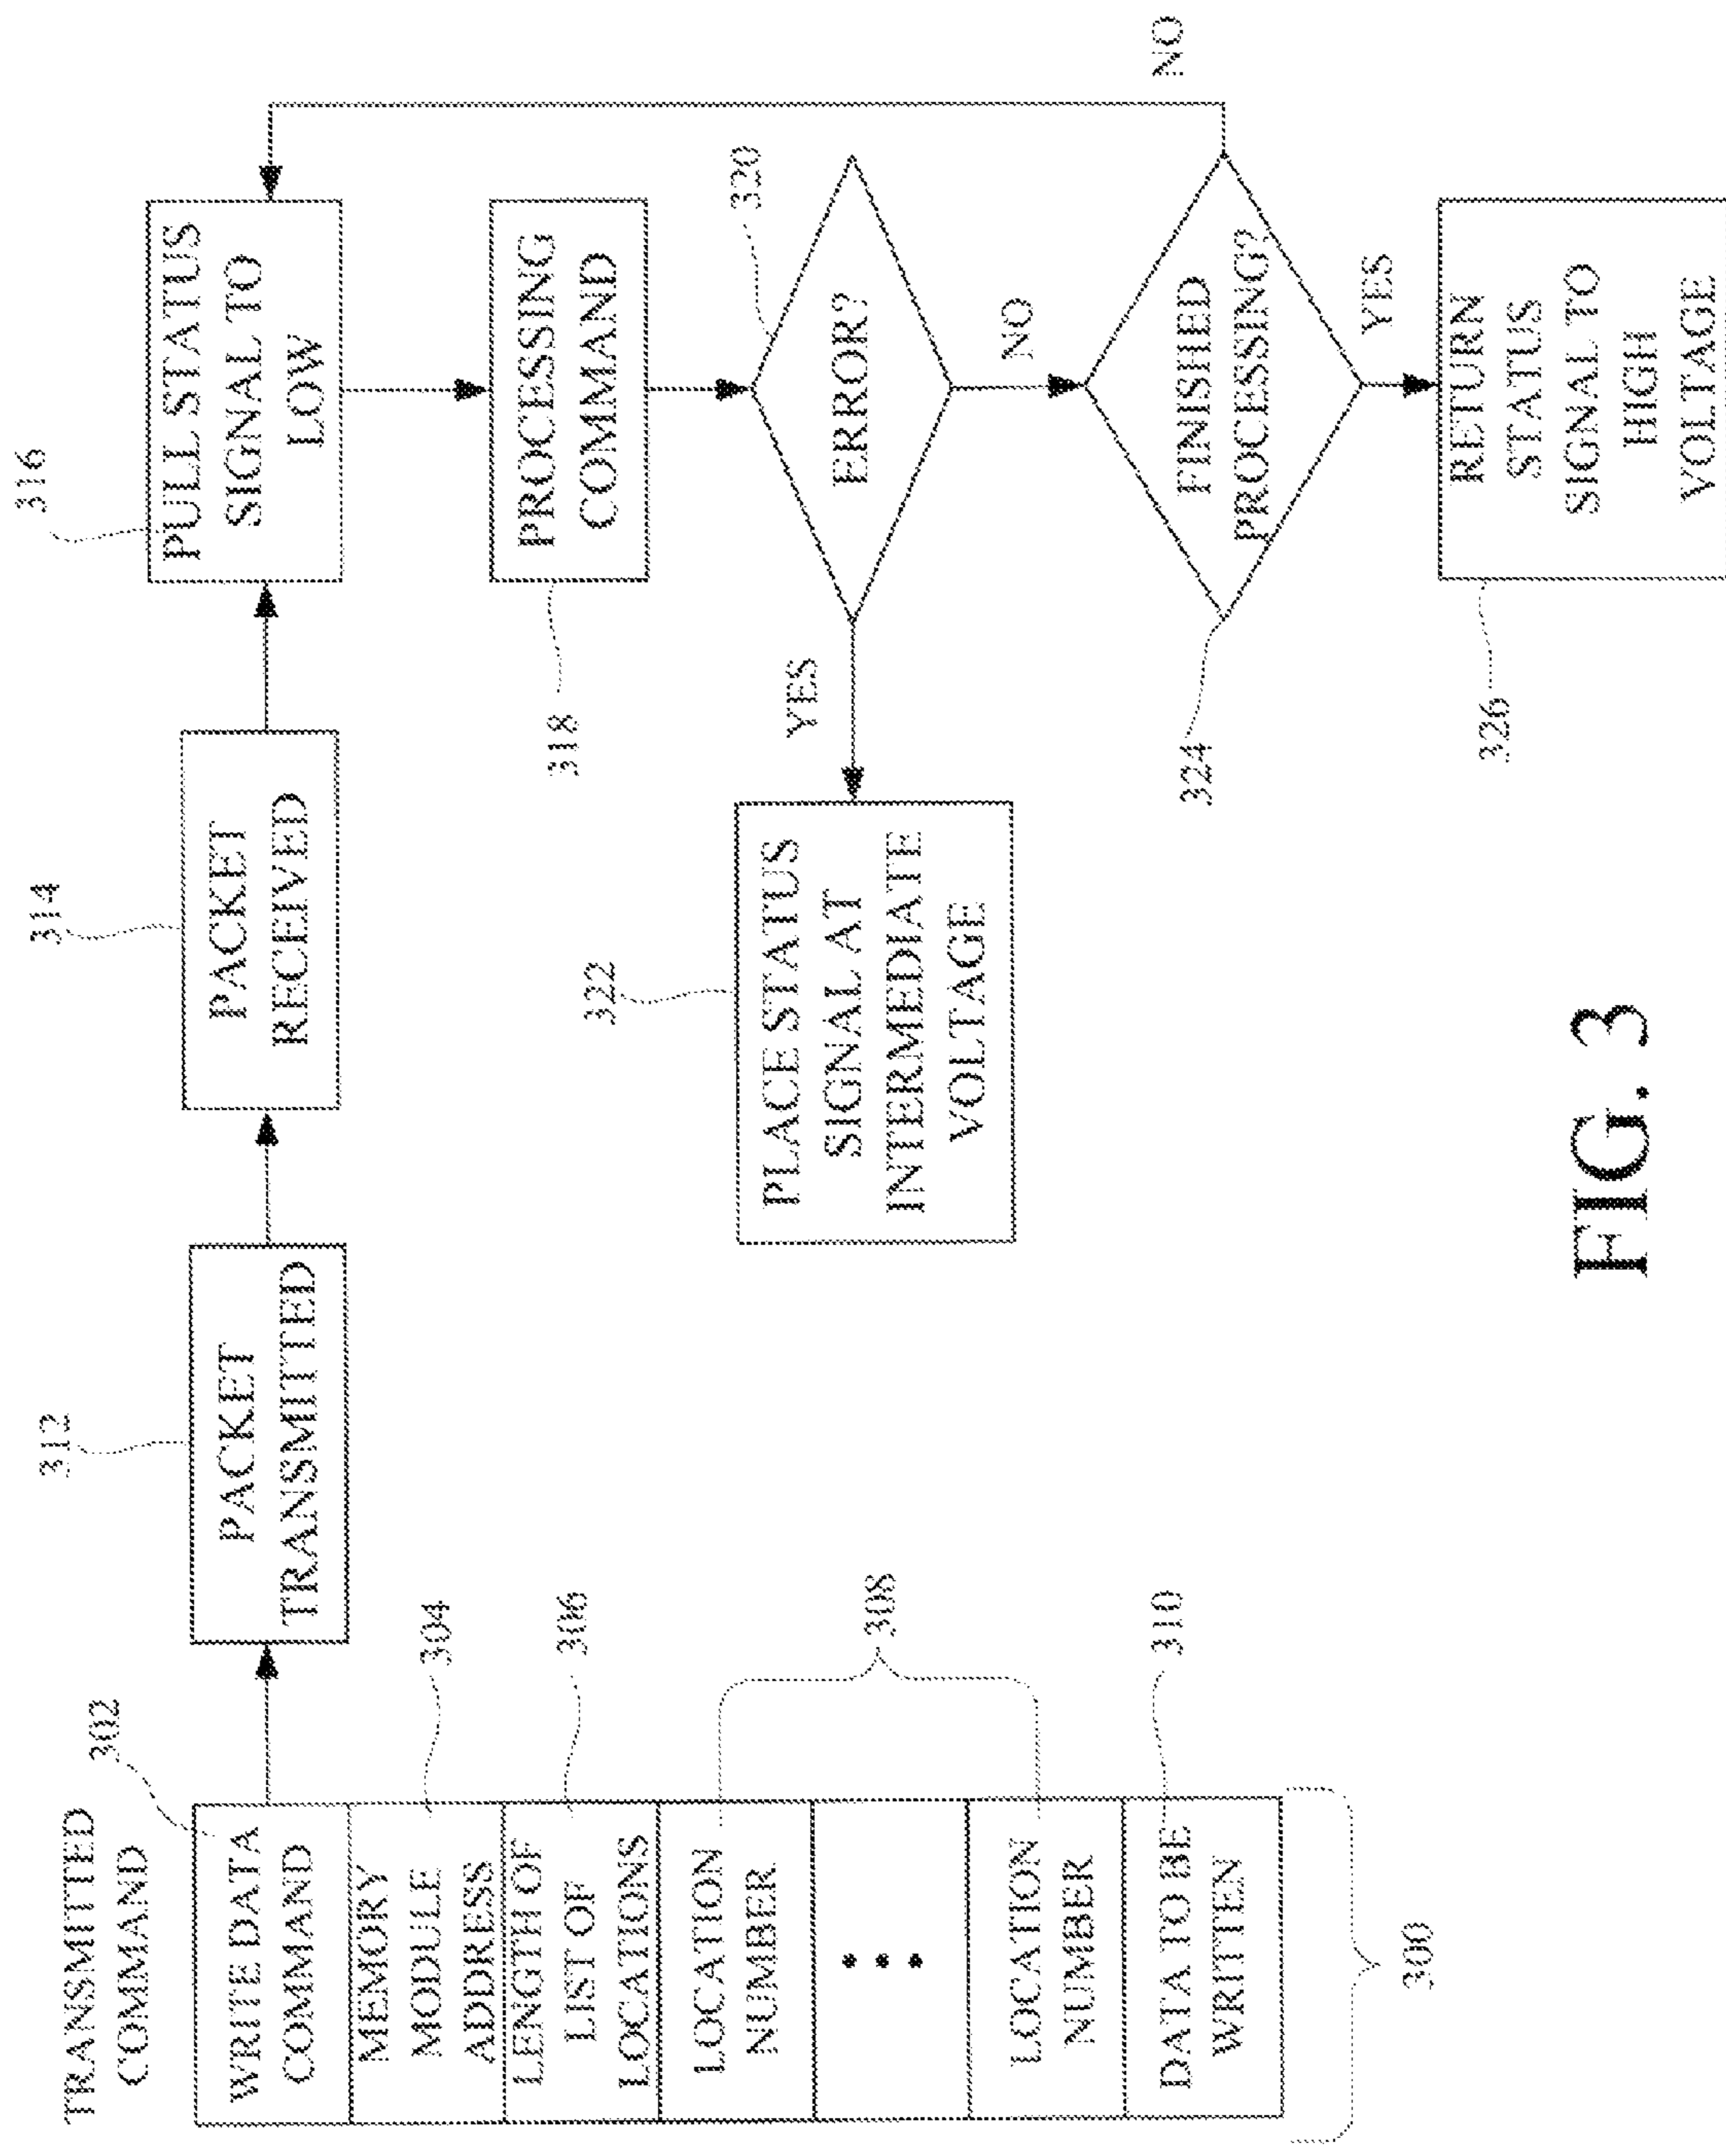 TRANSMITTED
COMMAND
302
WRITE DATA
COMMAND
MEMORY
MODULE
ADDRESS
304
LENGTH OF
LIST OF
LOCATIONS
306
LOCATION
NUMBER
•••
308
LOCATION
NUMBER
DATA TO BE
WRITTEN
310
300
312
PACKET
TRANSMITTED
314
PACKET
RECEIVED
316
PULL STATUS
SIGNAL TO
LOW
318
PROCESSING
COMMAND
320
ERROR?
YES
322
PLACE STATUS
SIGNAL AT
INTERMEDIATE
VOLTAGE
NO
324
FINISHED
PROCESSING?
NO
YES
326
RETURN
STATUS
SIGNAL TO
HIGH
VOLTAGE
FIG. 3